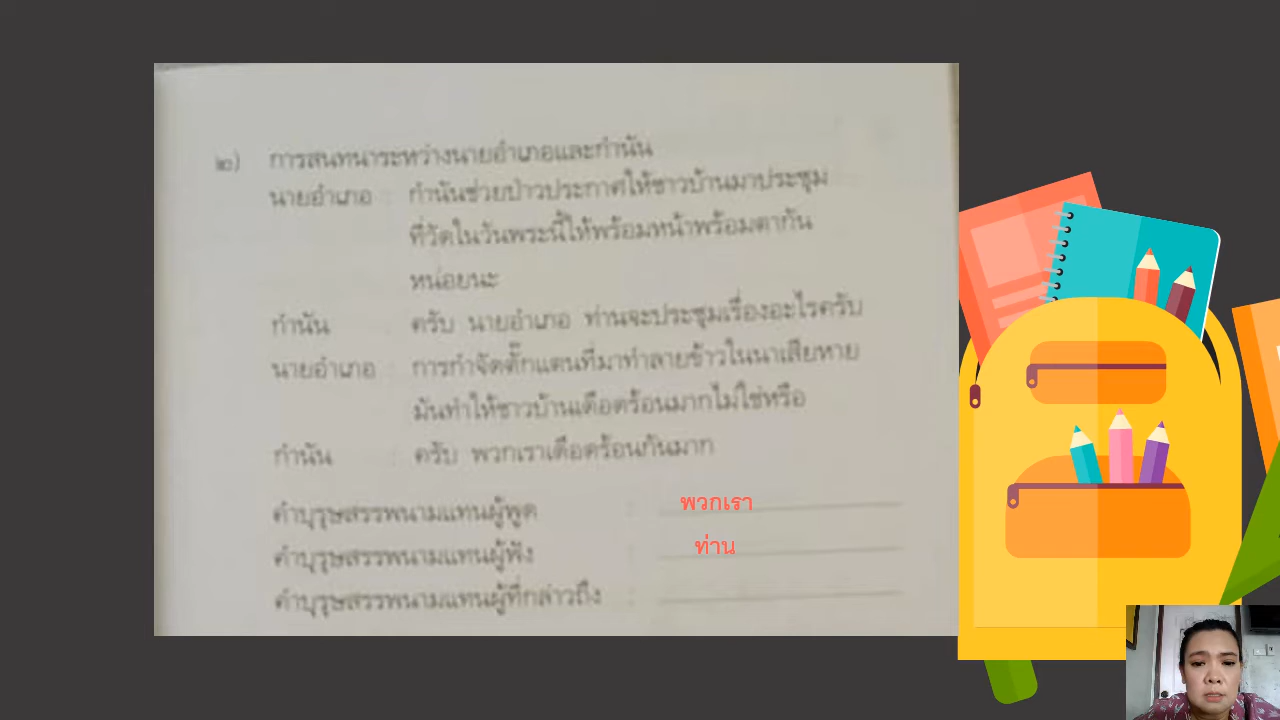 ๒) การสนทนาระหว่างนายอำเภอและกำนัน
นายอำเภอ : กำนันช่วยป่าวประกาศให้ชาวบ้านมาประชุม
ที่วัดในวันพระนี้ให้พร้อมหน้าพร้อมตากัน
หน่อยนะ
กำนัน : ครับ นายอำเภอ ท่านจะประชุมเรื่องอะไรครับ
นายอำเภอ : การกำจัดตั๊กแตนที่มาทำลายข้าวในนาเสียหาย
มันทำให้ชาวบ้านเดือดร้อนมากไม่ใช่หรือ
กำนัน : ครับ พวกเราเดือดร้อนกันมาก
คำบุรุษสรรพนามแทนผู้พูด : พวกเรา
คำบุรุษสรรพนามแทนผู้ฟัง : ท่าน
คำบุรุษสรรพนามแทนผู้ที่กล่าวถึง :